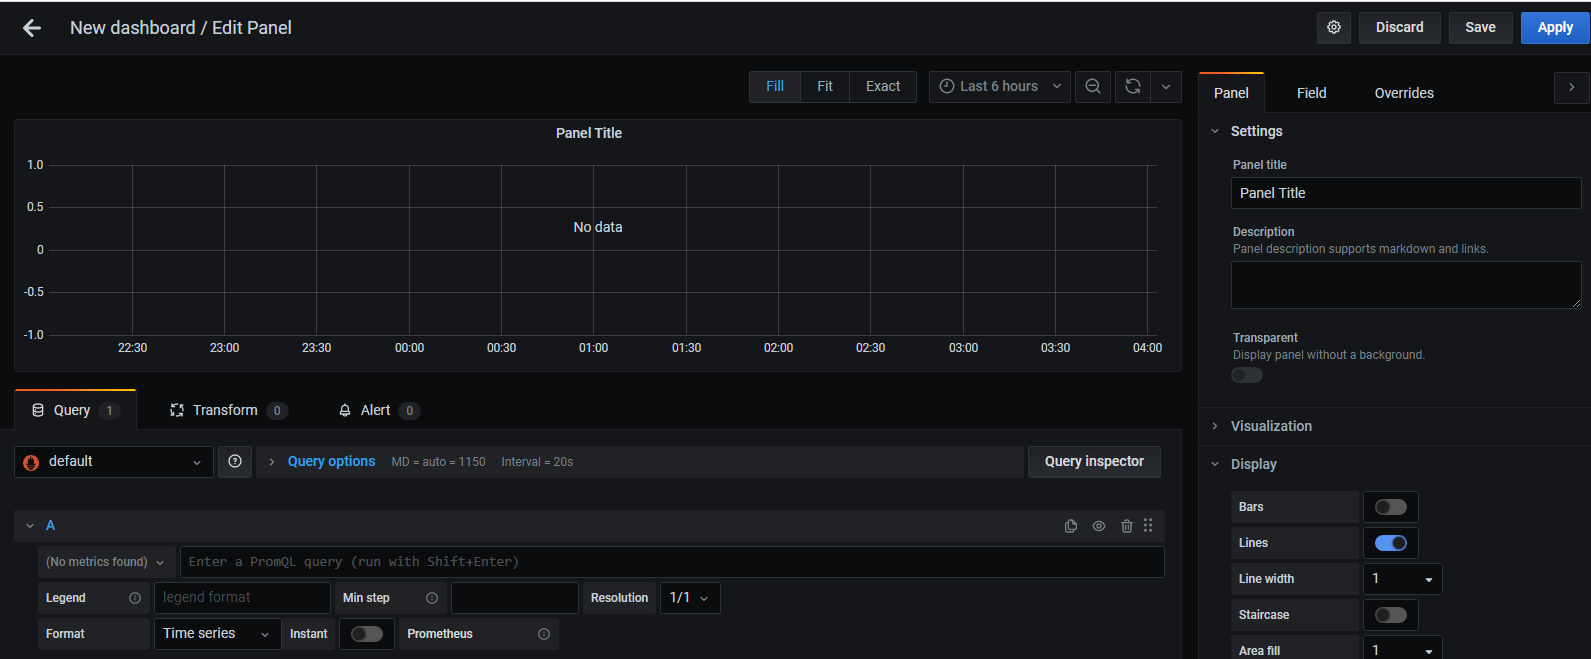 New dashboard / Edit Panel
Discard
Save
Apply
Fill
Fit
Exact
Last 6 hours
Panel
Field
Overrides
Panel Title
1.0
0.5
0
-0.5
-1.0
No data
22:30
23:00
23:30
00:00
00:30
01:00
01:30
02:00
02:30
03:00
03:30
04:00
Settings
Panel title
Panel Title
Description
Panel description supports markdown and links.
Transparent
Display panel without a background.
Visualization
Display
Bars
Lines
Line width
1
Staircase
Area fill
1
Query 1
Transform 0
Alert 0
default
Query options MD = auto = 1150 Interval = 20s
Query inspector
A
(No metrics found)
Enter a PromQL query (run with Shift+Enter)
Legend
legend format
Min step
Resolution
1/1
Format
Time series
Instant
Prometheus